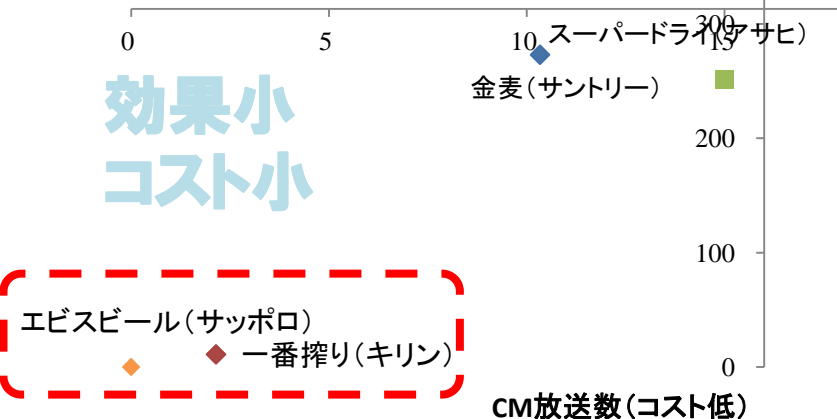 300
0 5 10 15
スーパードライ(アサヒ)
金麦(サントリー)
効果小
コスト小
200
100
エビスビール(サッポロ)
一番搾り(キリン)
0
CM放送数(コスト低)